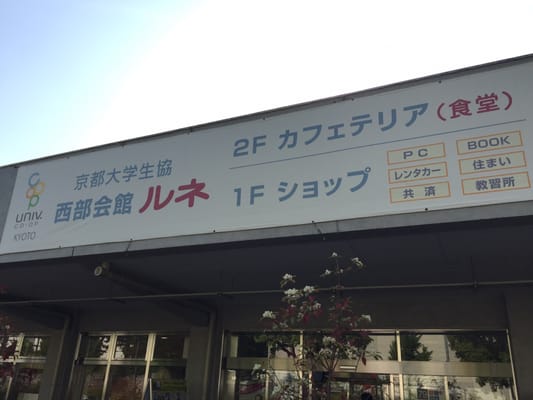 coop
univ.
CO-OP
KYOTO
京都大学生協
西部会館 ルネ
2F カフェテリア(食堂)
1F ショップ
PC
BOOK
レンタカー
住まい
共済
教習所